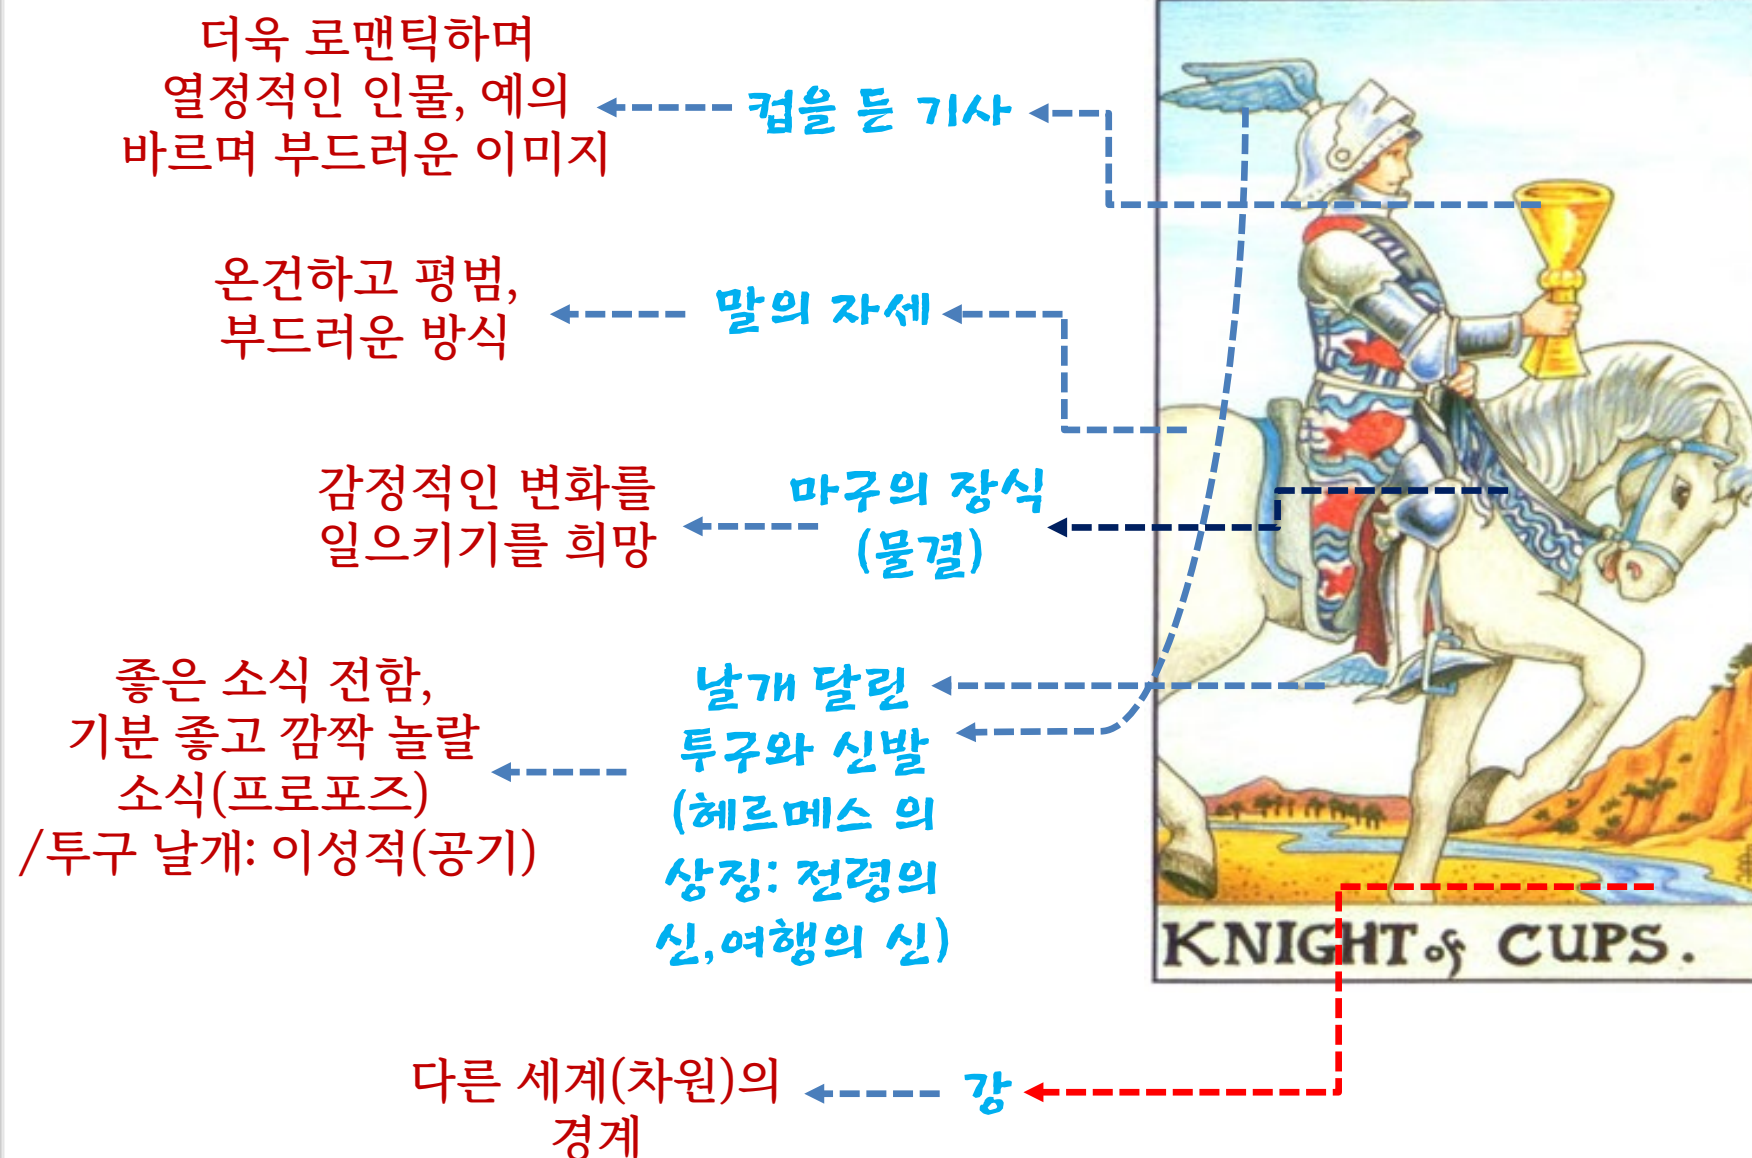 더욱 로맨틱하며
열정적인 인물, 예의
바르며 부드러운 이미지
컵을 든 기사
온건하고 평범,
부드러운 방식
말의 자세
감정적인 변화를
일으키기를 희망
마구의 장식
(물결)
좋은 소식 전함,
기분 좋고 깜짝 놀랄
소식(프로포즈)
/투구 날개: 이성적(공기)
날개 달린
투구와 신발
(헤르메스 의
상징: 전령의
신,여행의 신)
KNIGHT of CUPS.
다른 세계(차원)의
경계
강